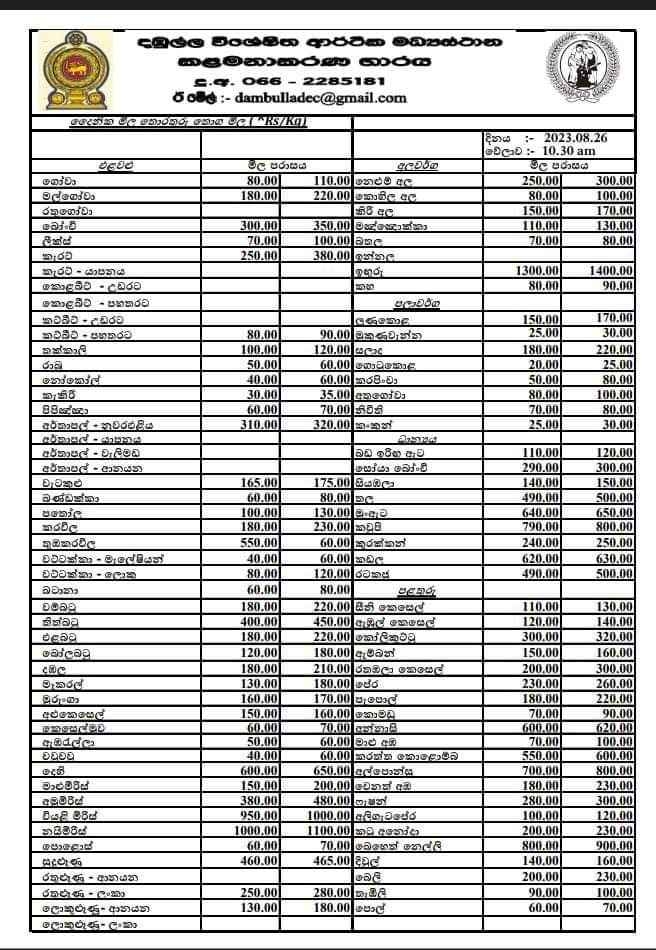 දඹුල්ල විශේෂිත ආර්ථික මධ්‍යස්ථාන
කළමනාකරණ භාරය
දු.අ. 066 - 2285181
ඊ මේල් :- dambulladec@gmail.com
දෛනික මිල තොරතුරු තොග මිල ( *Rs/Kg)
දිනය :- 2023.08.26
වේලාව :- 10.30 am
එළවළු මිල පරාසය අලවර්ග මිල පරාසය
ගෝවා 80.00 110.00 නෙළුම් අල 250.00 300.00
මල්ගෝවා 180.00 220.00 කොහිල අල 80.00 100.00
රතුගෝවා කිරි අල 150.00 170.00
බෝංචි 300.00 350.00 මඤ්ඤොක්කා 110.00 130.00
ලීක්ස් 70.00 100.00 බතල 70.00 80.00
කැරට් 250.00 380.00 ඉන්නල
කැරට් - යාපනය ඉඟුරු 1300.00 1400.00
කොළබීට් - උඩරට කහ 80.00 90.00
කොළබීට් - පහතරට පලාවර්ග
කට්බීට් - උඩරට ලූණුකොළ 150.00 170.00
කට්බීට් - පහතරට 80.00 90.00 මුකුණුවැන්න 25.00 30.00
තක්කාලි 100.00 120.00 සලාද 180.00 220.00
රාබු 50.00 60.00 ගොටුකොළ 20.00 25.00
නෝකෝල් 40.00 60.00 කරපිංචා 50.00 80.00
කැකිරි 30.00 35.00 අතුගෝවා 80.00 100.00
පිපිඤ්ඤා 60.00 70.00 නිවිති 70.00 80.00
අර්තාපල් - නුවරඑළිය 310.00 320.00 කංකුන් 25.00 30.00
අර්තාපල් - යාපනය ධාන්‍යය
අර්තාපල් - වැලිමඩ බඩ ඉරිඟු ඇට 110.00 120.00
අර්තාපල් - ආනයන සෝයා බෝංචි 290.00 300.00
වැටකුළු 165.00 175.00 සියඹලා 140.00 150.00
බණ්ඩක්කා 60.00 80.00 තල 490.00 500.00
පතෝල 100.00 130.00 මුංඇට 640.00 650.00
කරවිල 180.00 230.00 කවුපි 790.00 800.00
තුඹකරවිල 550.00 60.00 කුරක්කන් 240.00 250.00
වට්ටක්කා - මැලේෂියන් 40.00 60.00 කඩල 620.00 630.00
වට්ටක්කා - ලොකු 80.00 120.00 රටකජු 490.00 500.00
බටානා 60.00 80.00 පළතුරු
වම්බටු 180.00 220.00 සීනි කෙසෙල් 110.00 130.00
තිත්බටු 400.00 450.00 ඇඹුල් කෙසෙල් 120.00 140.00
එළබටු 180.00 220.00 කෝලිකුට්ටු 300.00 320.00
බෝලබටු 120.00 180.00 ඇම්බන් 150.00 160.00
දඹල 180.00 210.00 රතඹලා කෙසෙල් 200.00 300.00
මෑකරල් 130.00 180.00 පේර 230.00 260.00
මුරුංගා 160.00 170.00 පැපොල් 180.00 220.00
අළුකෙසෙල් 150.00 160.00 කොමඩු 70.00 90.00
කෙසෙල්මුව 60.00 70.00 අන්නාසි 600.00 620.00
ඇඹරැල්ලා 50.00 60.00 මාළු අඹ 70.00 100.00
වවුවටු 40.00 60.00 කරත්ත කොළොම්බ 550.00 600.00
දෙහි 600.00 650.00 අල්පොන්සු 700.00 800.00
මාළුමිරිස් 150.00 200.00 වෙනත් අඹ 180.00 230.00
අමුමිරිස් 380.00 480.00 ෆැෂන් 280.00 300.00
වියළි මිරිස් 950.00 1000.00 අලිගැටපේර 100.00 120.00
නයිමිරිස් 1000.00 1100.00 කටු අනෝදා 200.00 230.00
පොළොස් 60.00 70.00 බෙහෙත් නෙල්ලි 800.00 900.00
සුදුළූණු 460.00 465.00 දිවුල් 140.00 160.00
රතුළූණු - ආනයන බෙලි 200.00 230.00
රතුළූණු - ලංකා 250.00 280.00 තැඹිලි 90.00 100.00
ලොකුළූණු- ආනයන 130.00 180.00 පොල් 60.00 70.00
ලොකුළූණු- ලංකා